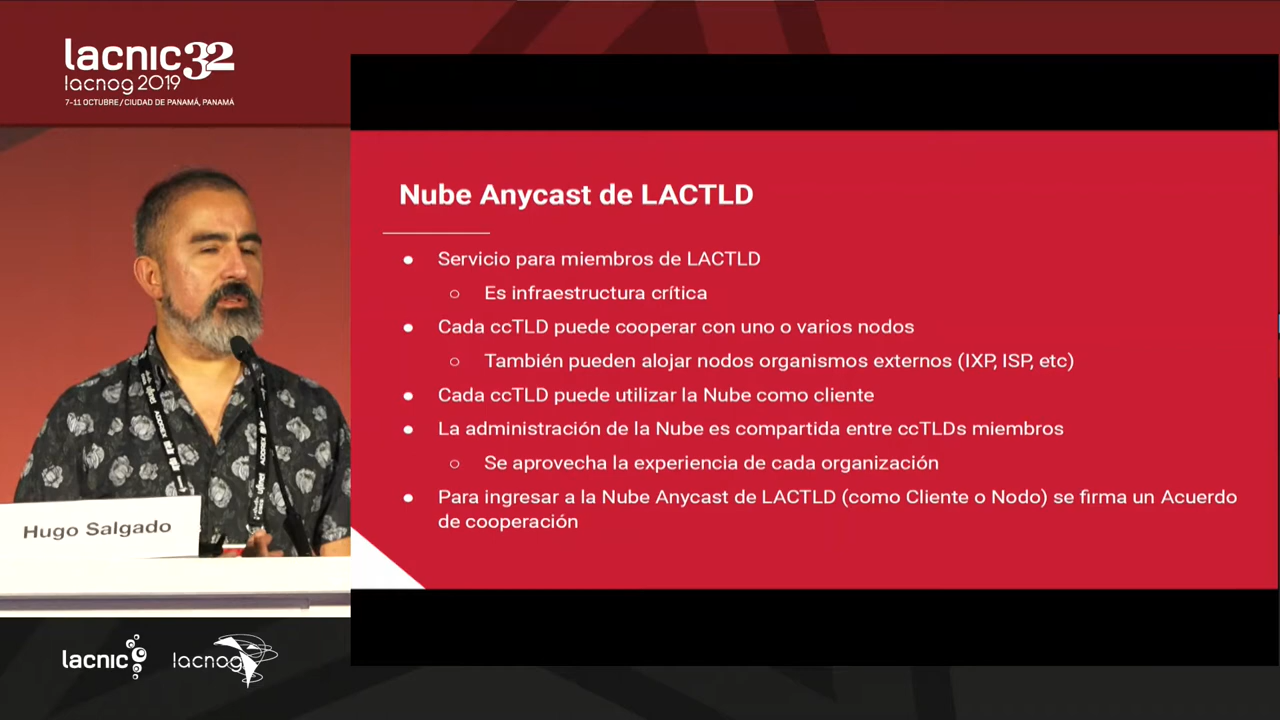 lacnic 32
lacnog 2019
7-11 OCTUBRE / CIUDAD DE PANAMÁ, PANAMÁ
Nube Anycast de LACTLD
● Servicio para miembros de LACTLD
○ Es infraestructura crítica
● Cada ccTLD puede cooperar con uno o varios nodos
○ También pueden alojar nodos organismos externos (IXP, ISP, etc)
● Cada ccTLD puede utilizar la Nube como cliente
● La administración de la Nube es compartida entre ccTLDs miembros
○ Se aprovecha la experiencia de cada organización
● Para ingresar a la Nube Anycast de LACTLD (como Cliente o Nodo) se firma un Acuerdo
de cooperación
Hugo Salgado
lacnic
lacnog